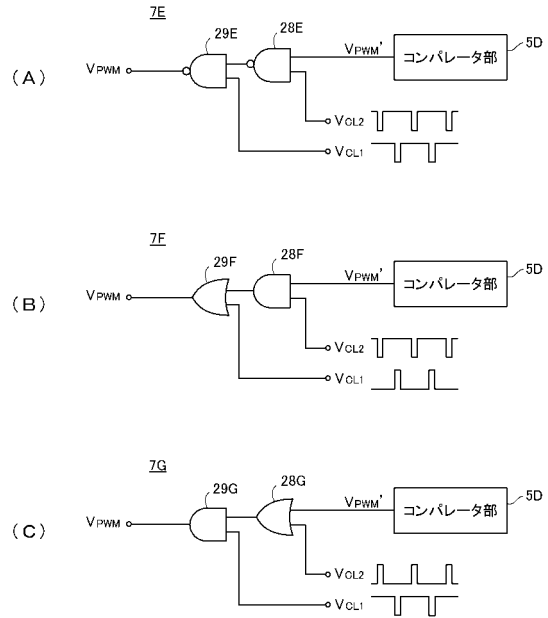 7E
29E
28E
(A)
VPWM
VPWM'
コンパレータ部
5D
VCL2
VCL1
7F
29F
28F
(B)
VPWM
VPWM'
コンパレータ部
5D
VCL2
VCL1
7G
29G
28G
(C)
VPWM
VPWM'
コンパレータ部
5D
VCL2
VCL1